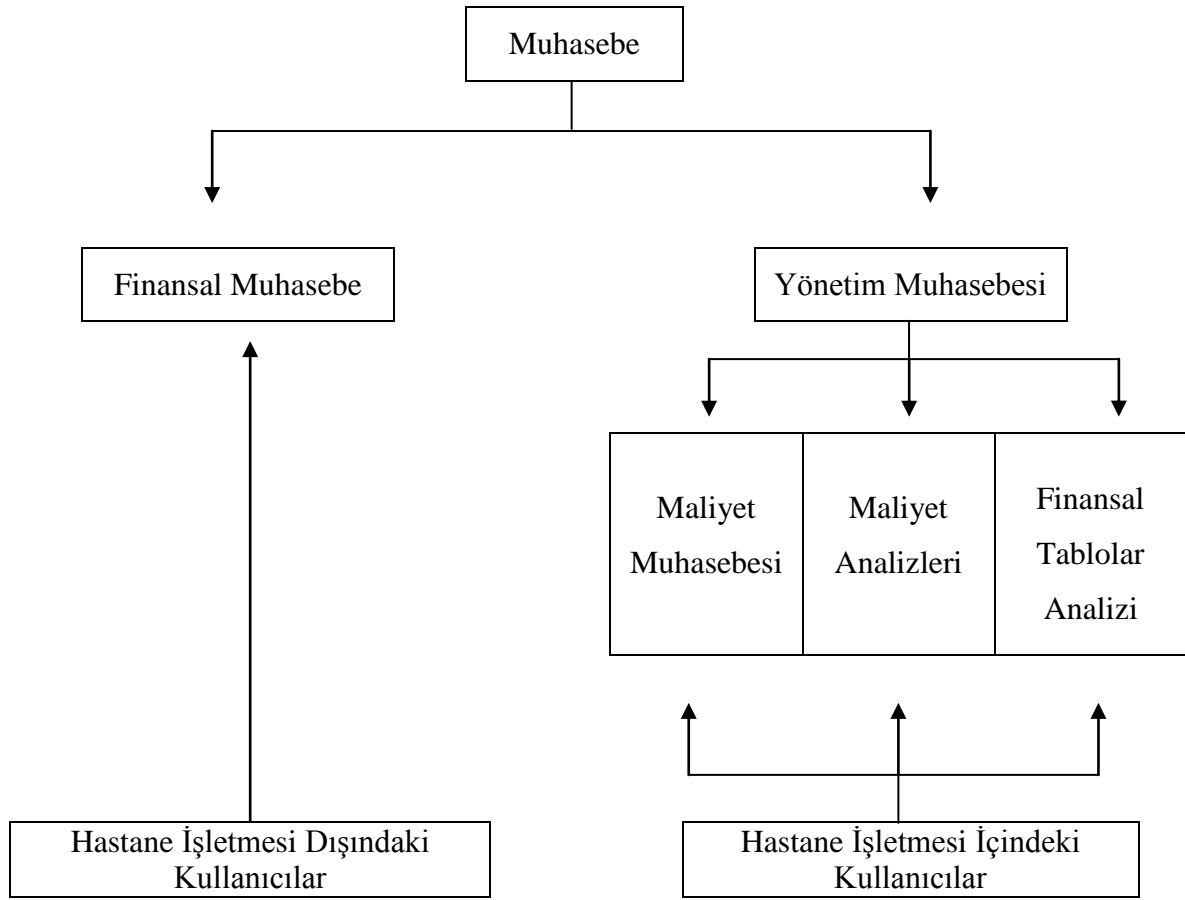 Muhasebe
Finansal Muhasebe
Yönetim Muhasebesi
Maliyet
Muhasebesi
Maliyet
Analizleri
Finansal
Tablolar
Analizi
Hastane İşletmesi Dışındaki
Kullanıcılar
Hastane İşletmesi İçindeki
Kullanıcılar